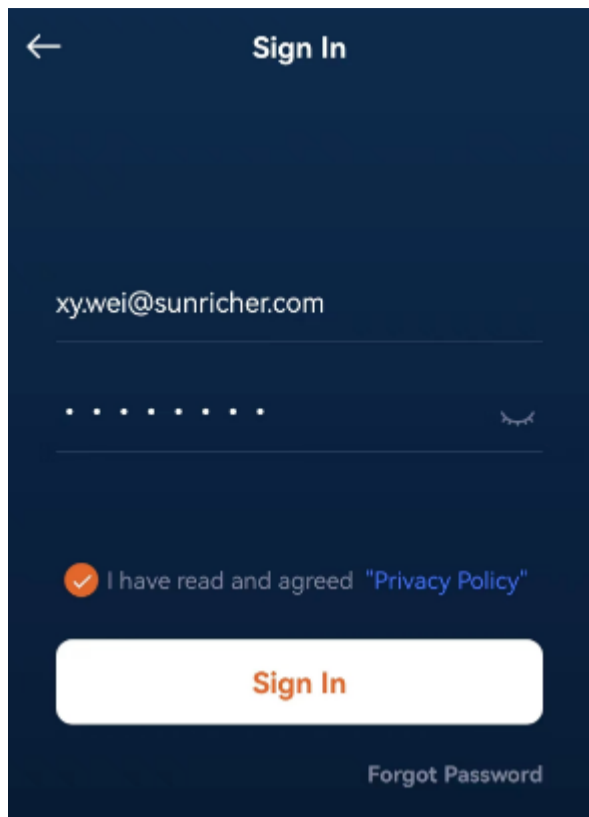 Sign In
xy.wei@sunricher.com
• • • • • • • •
I have read and agreed "Privacy Policy"
Sign In
Forgot Password